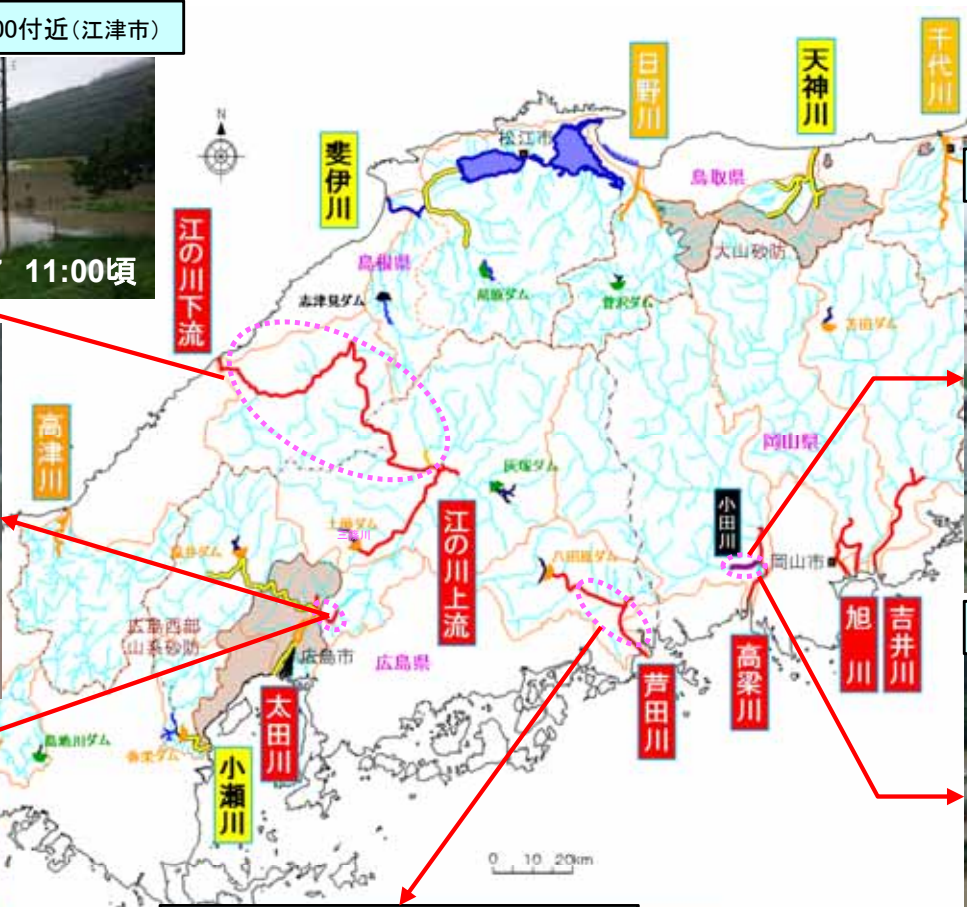 00付近(江津市)
11:00頃
N
千代川
天神川
日野川
松江市
斐伊川
鳥取県
大山砂防
江の川下流
島根県
志津見ダム
菅沢ダム
苫田ダム
高津川
岡山県
灰塚ダム
小田川
土師ダム
江の川上流
八田原ダム
岡山市
広島西部
山系砂防
広島市
広島県
旭川
吉井川
高梁川
芦田川
太田川
島地川ダム
弥栄ダム
小瀬川
0 10 20km